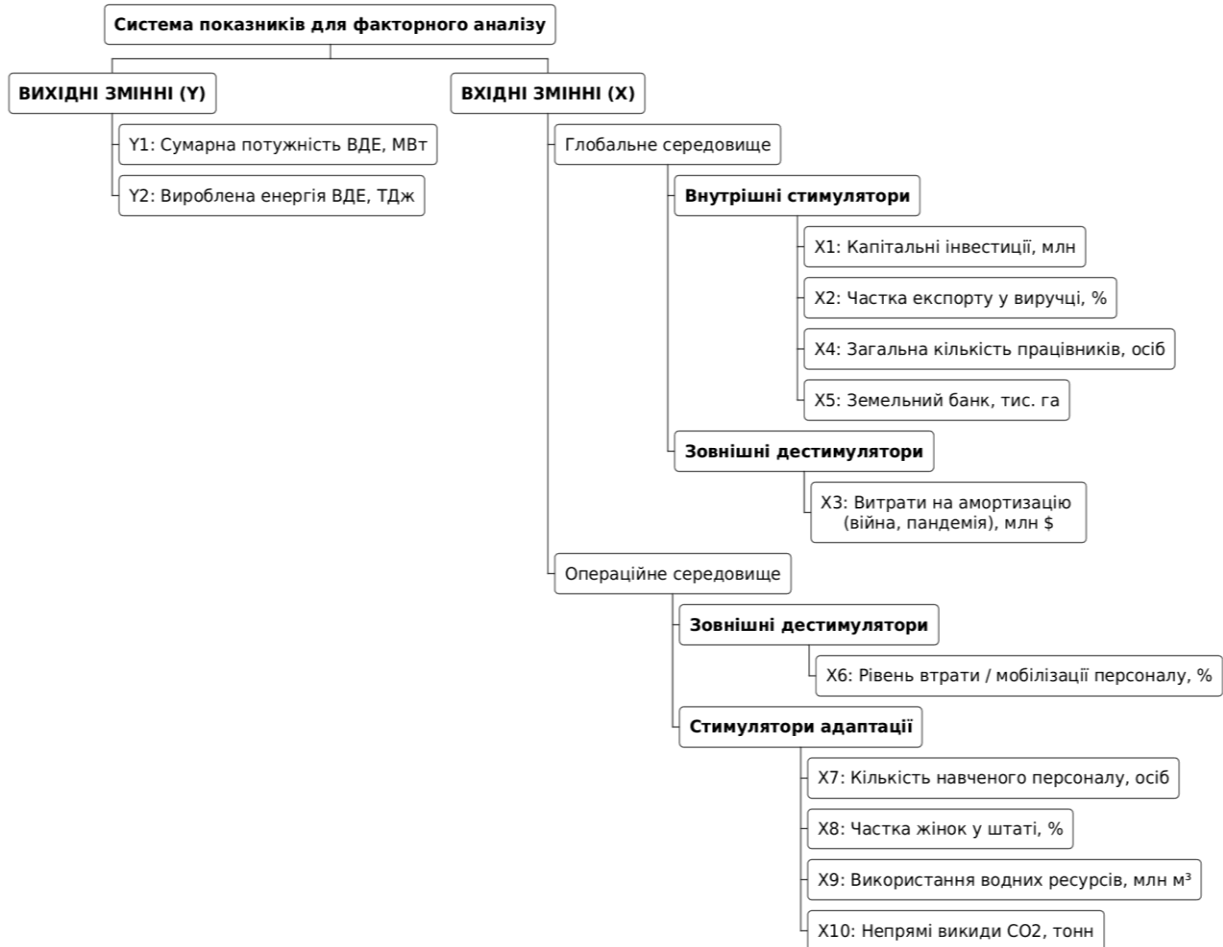 Система показників для факторного аналізу
ВИХІДНІ ЗМІННІ (Y)
ВХІДНІ ЗМІННІ (X)
Y1: Сумарна потужність ВДЕ, МВт
Глобальне середовище
Y2: Вироблена енергія ВДЕ, ТДж
Внутрішні стимулятори
X1: Капітальні інвестиції, млн
X2: Частка експорту у виручці, %
X4: Загальна кількість працівників, осіб
X5: Земельний банк, тис. га
Зовнішні дестимулятори
X3: Витрати на амортизацію
(війна, пандемія), млн $
Операційне середовище
Зовнішні дестимулятори
X6: Рівень втрати / мобілізації персоналу, %
Стимулятори адаптації
X7: Кількість навченого персоналу, осіб
X8: Частка жінок у штаті, %
X9: Використання водних ресурсів, млн м³
X10: Непрямі викиди CO2, тонн